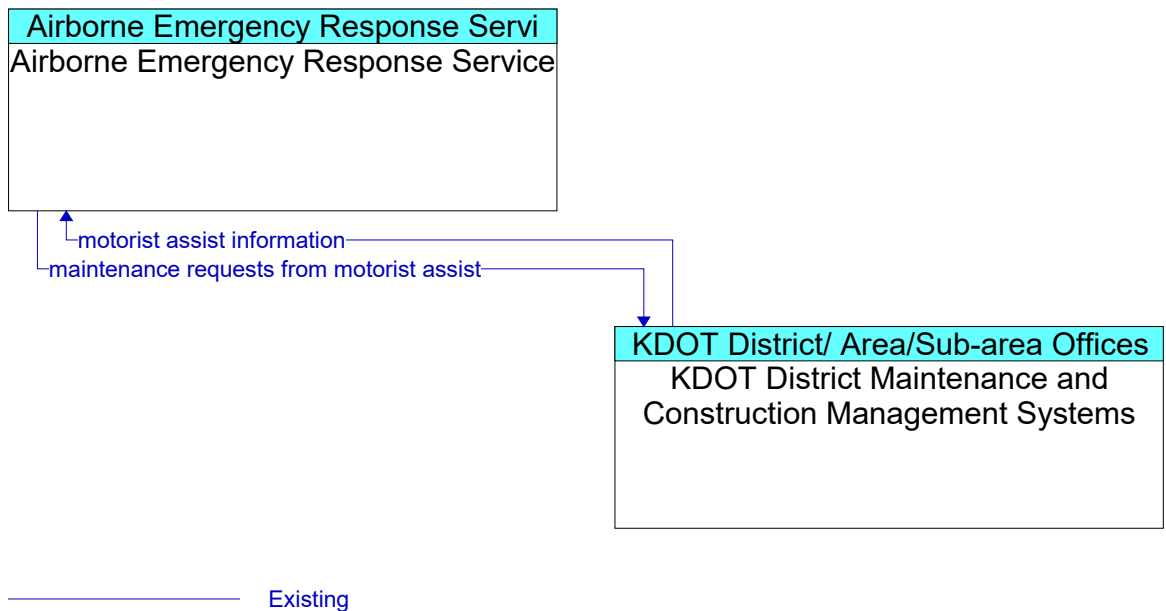 Airborne Emergency Response Servi
Airborne Emergency Response Service
motorist assist information
maintenance requests from motorist assist
KDOT District/ Area/Sub-area Offices
KDOT District Maintenance and
Construction Management Systems
Existing